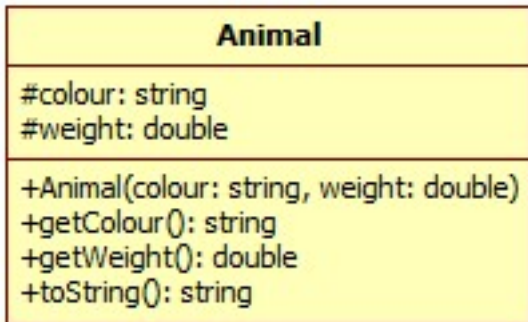 Animal
#colour: string
#weight: double
+Animal(colour: string, weight: double)
+getColour(): string
+getWeight(): double
+toString(): string